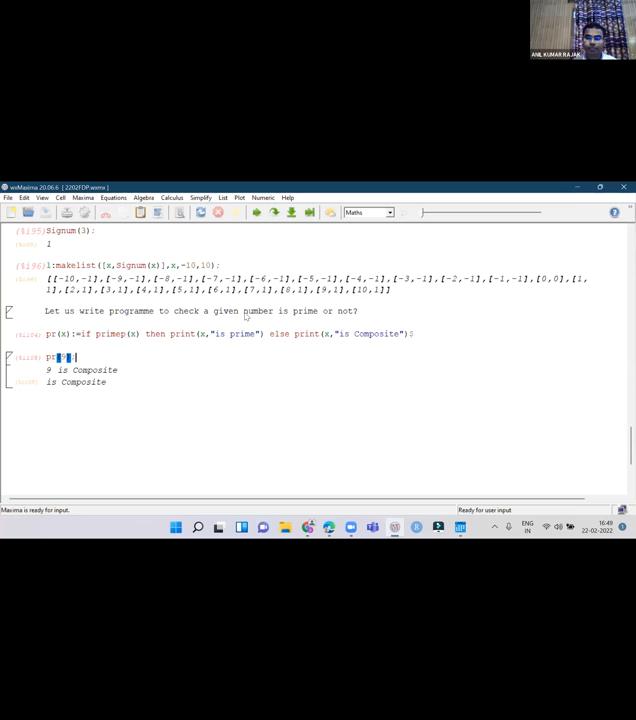 ANIL KUMAR RAJAK
wxMaxima 20.06.6 [ 2202FDP.wxmx ]
File Edit View Cell Maxima Equations Algebra Calculus Simplify List Plot Numeric Help
Maths
(%i95) Signum(3);
1
(%i96) l:makelist([x,Signum(x)],x,-10,10);
[[-10,-1],[-9,-1],[-8,-1],[-7,-1],[-6,-1],[-5,-1],[-4,-1],[-3,-1],[-2,-1],[-1,-1],[0,0],[1,
1],[2,1],[3,1],[4,1],[5,1],[6,1],[7,1],[8,1],[9,1],[10,1]]
Let us write programme to check a given number is prime or not?
(%i104) pr(x):=if primep(x) then print(x,"is prime") else print(x,"is Composite")$
pr(9);
9 is Composite
is Composite
Maxima is ready for input.
Ready for user input
ENG
IN
16:49
22-02-2022